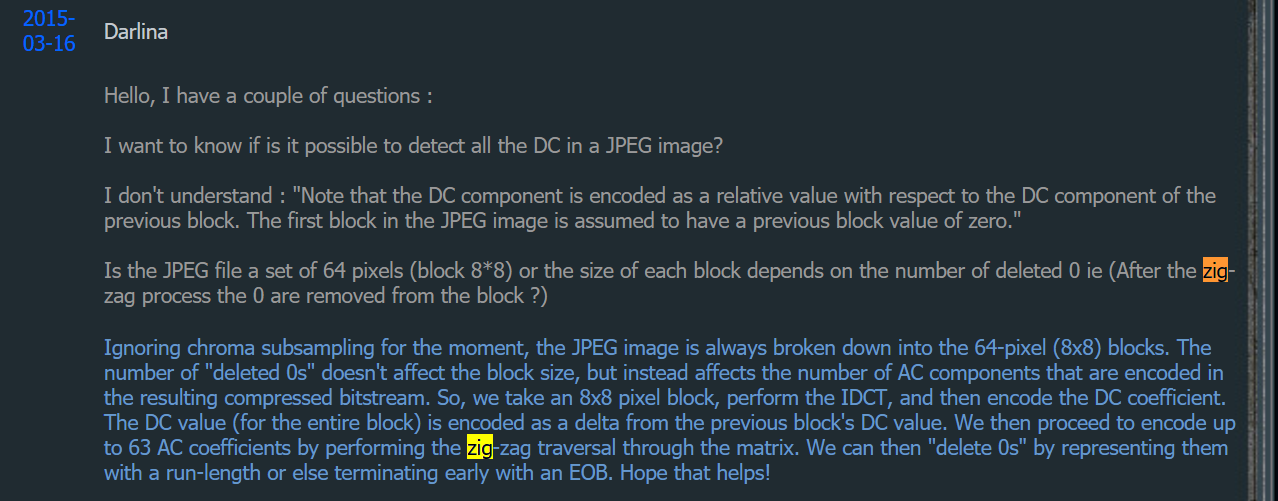 2015-
03-16
Darlina
Hello, I have a couple of questions :
I want to know if is it possible to detect all the DC in a JPEG image?
I don't understand : "Note that the DC component is encoded as a relative value with respect to the DC component of the
previous block. The first block in the JPEG image is assumed to have a previous block value of zero."
Is the JPEG file a set of 64 pixels (block 8*8) or the size of each block depends on the number of deleted 0 ie (After the zig-
zag process the 0 are removed from the block ?)
Ignoring chroma subsampling for the moment, the JPEG image is always broken down into the 64-pixel (8x8) blocks. The
number of "deleted 0s" doesn't affect the block size, but instead affects the number of AC components that are encoded in
the resulting compressed bitstream. So, we take an 8x8 pixel block, perform the IDCT, and then encode the DC coefficient.
The DC value (for the entire block) is encoded as a delta from the previous block's DC value. We then proceed to encode up
to 63 AC coefficients by performing the zig-zag traversal through the matrix. We can then "delete 0s" by representing them
with a run-length or else terminating early with an EOB. Hope that helps!